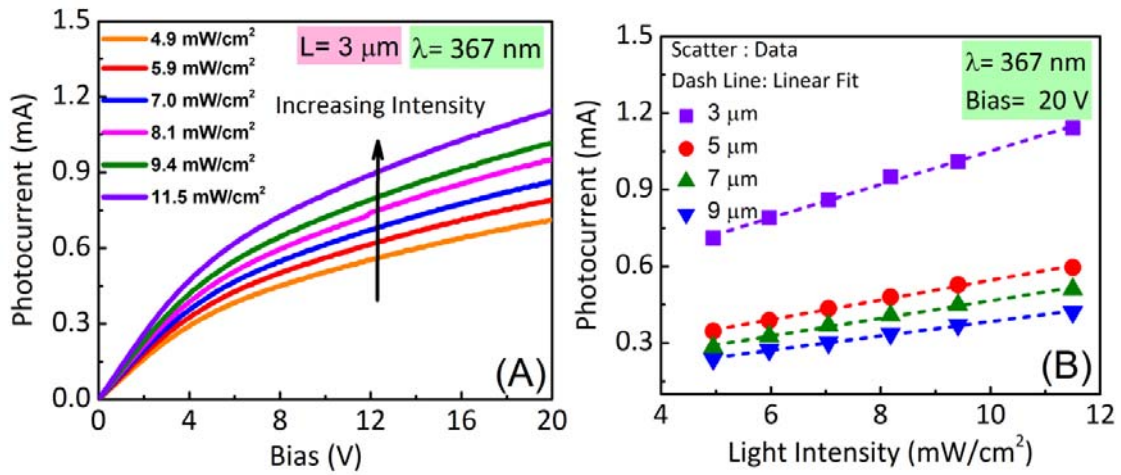 1.5
1.2
0.9
0.6
0.3
0.0
Photocurrent (mA)
4.9 mW/cm²
5.9 mW/cm²
7.0 mW/cm²
8.1 mW/cm²
9.4 mW/cm²
11.5 mW/cm²
L= 3 μm
λ= 367 nm
Increasing Intensity
(A)
0 4 8 12 16 20
Bias (V)
1.5
1.2
0.9
0.6
0.3
Photocurrent (mA)
Scatter : Data
Dash Line: Linear Fit
3 μm
5 μm
7 μm
9 μm
λ= 367 nm
Bias= 20 V
(B)
4 6 8 10 12
Light Intensity (mW/cm²)